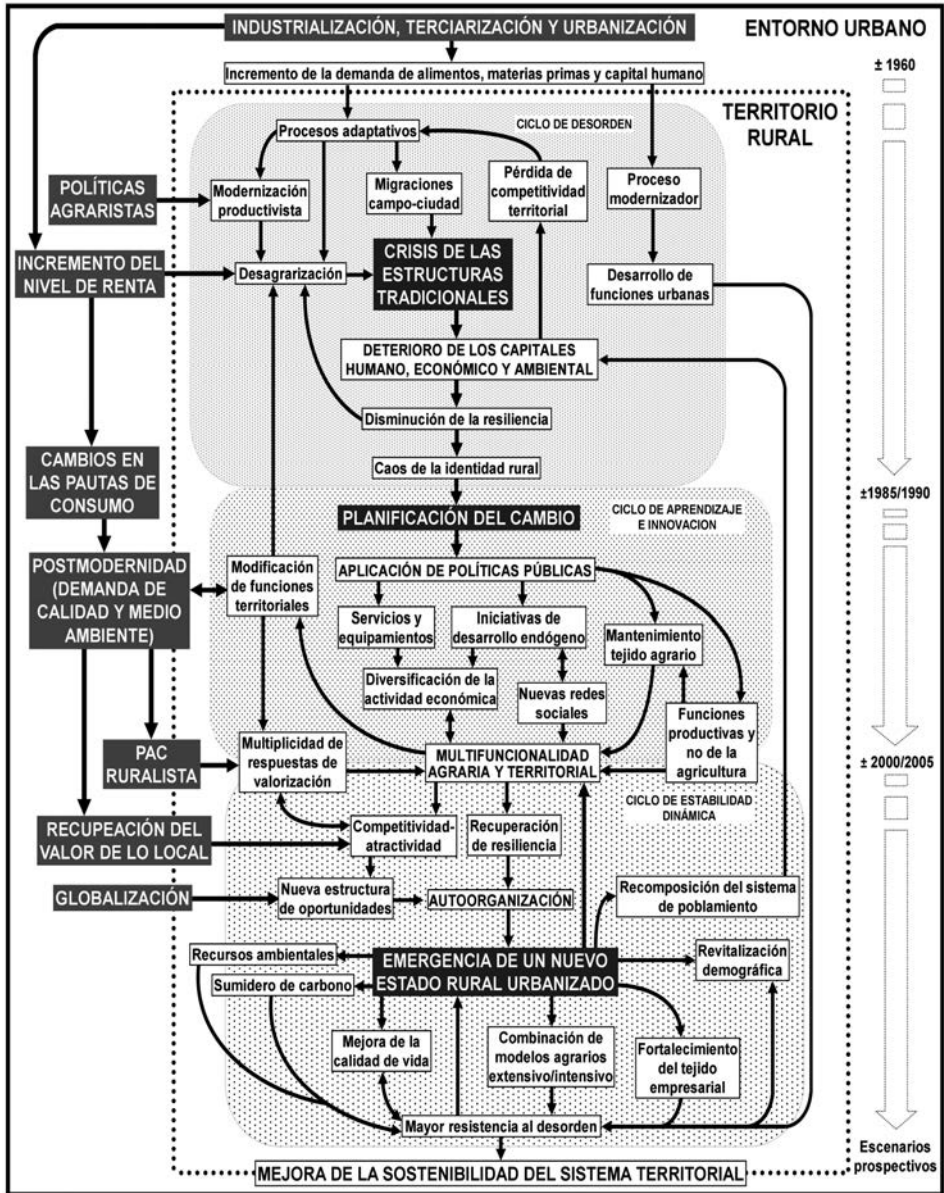 INDUSTRIALIZACIÓN, TERCIARIZACIÓN Y URBANIZACIÓN
ENTORNO URBANO
± 1960
Incremento de la demanda de alimentos, materias primas y capital humano
TERRITORIO
RURAL
CICLO DE DESORDEN
Procesos adaptativos
POLÍTICAS
AGRARISTAS
Modernización
productivista
Migraciones
campo-ciudad
Pérdida de
competitividad
territorial
Proceso
modernizador
INCREMENTO DEL
NIVEL DE RENTA
Desagrarización
CRISIS DE LAS
ESTRUCTURAS
TRADICIONALES
Desarrollo de
funciones urbanas
DETERIORO DE LOS CAPITALES
HUMANO, ECONÓMICO Y AMBIENTAL
Disminución de la resiliencia
CAMBIOS EN
LAS PAUTAS DE
CONSUMO
Caos de la identidad rural
±1985/1990
PLANIFICACIÓN DEL CAMBIO
CICLO DE APRENDIZAJE
E INNOVACION
POSTMODERNIDAD
(DEMANDA DE
CALIDAD Y MEDIO
AMBIENTE)
Modificación
de funciones
territoriales
APLICACIÓN DE POLÍTICAS PÚBLICAS
Servicios y
equipamientos
Iniciativas de
desarrollo endógeno
Mantenimiento
tejido agrario
Diversificación de la
actividad económica
Nuevas redes
sociales
Funciones
productivas y
no de la
agricultura
PAC
RURALISTA
Multiplicidad de
respuestas de
valorización
MULTIFUNCIONALIDAD
AGRARIA Y TERRITORIAL
± 2000/2005
CICLO DE ESTABILIDAD
DINÁMICA
RECUPEACIÓN DEL
VALOR DE LO LOCAL
Competitividad-
atractividad
Recuperación
de resiliencia
GLOBALIZACIÓN
Nueva estructura
de oportunidades
AUTOORGANIZACIÓN
Recomposición del sistema
de poblamiento
Recursos ambientales
EMERGENCIA DE UN NUEVO
ESTADO RURAL URBANIZADO
Revitalización
demográfica
Sumidero de carbono
Mejora de la
calidad de vida
Combinación de
modelos agrarios
extensivo/intensivo
Fortalecimiento
del tejido
empresarial
Mayor resistencia al desorden
Escenarios
prospectivos
MEJORA DE LA SOSTENIBILIDAD DEL SISTEMA TERRITORIAL